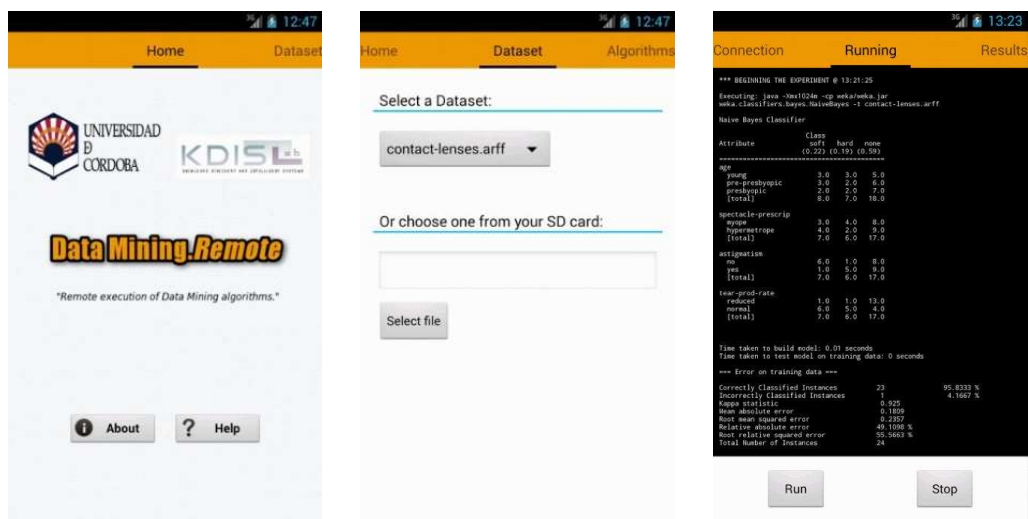 12:47
Home Dataset
UNIVERSIDAD
Ð
CORDOBA
KDIS Lab
KNOWLEDGE DISCOVERY AND INTELLIGENT SYSTEMS
Data Mining.Remote
"Remote execution of Data Mining algorithms."
About
Help
3G 12:47
Home Dataset Algorithms
Select a Dataset:
contact-lenses.arff
Or choose one from your SD card:
Select file
3G 13:23
Connection Running Results
*** BEGINNING THE EXPERIMENT @ 13:21:25
Executing: java -Xmx1024m -cp weka/weka.jar
weka.classifiers.bayes.NaiveBayes -t contact-lenses.arff
Naive Bayes Classifier
Class
Attribute soft hard none
(0.22) (0.19) (0.59)
=============================================
age
young 3.0 3.0 5.0
pre-presbyopic 3.0 2.0 6.0
presbyopic 2.0 2.0 7.0
[total] 8.0 7.0 18.0
spectacle-prescrip
myope 3.0 4.0 8.0
hypermetrope 4.0 2.0 9.0
[total] 7.0 6.0 17.0
astigmatism
no 6.0 1.0 8.0
yes 1.0 5.0 9.0
[total] 7.0 6.0 17.0
tear-prod-rate
reduced 1.0 1.0 13.0
normal 6.0 5.0 4.0
[total] 7.0 6.0 17.0
Time taken to build model: 0.01 seconds
Time taken to test model on training data: 0 seconds
=== Error on training data ===
Correctly Classified Instances 23 95.8333 %
Incorrectly Classified Instances 1 4.1667 %
Kappa statistic 0.925
Mean absolute error 0.1809
Root mean squared error 0.2357
Relative absolute error 49.1098 %
Root relative squared error 55.5663 %
Total Number of Instances 24
Run Stop